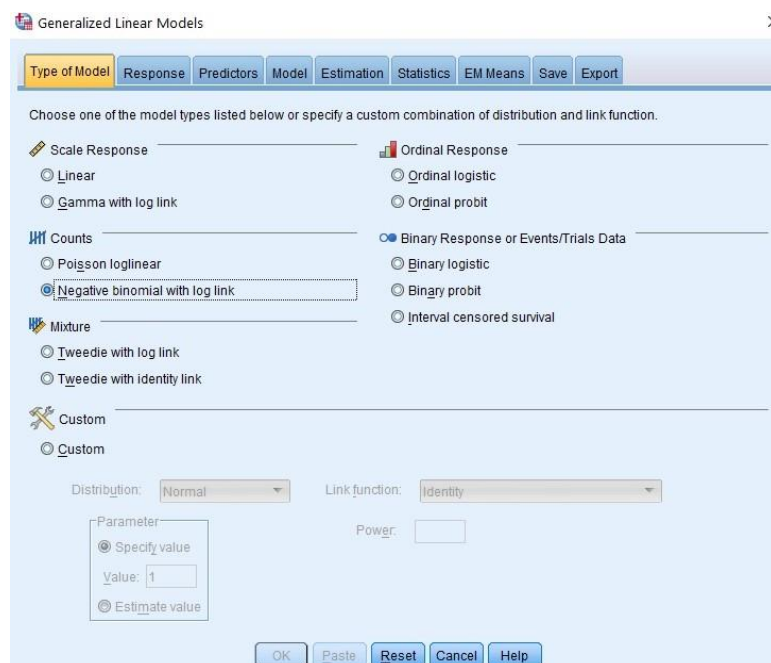 Generalized Linear Models
Type of Model Response Predictors Model Estimation Statistics EM Means Save Export
Choose one of the model types listed below or specify a custom combination of distribution and link function.
Scale Response
Linear
Gamma with log link
Ordinal Response
Ordinal logistic
Ordinal probit
Counts
Poisson loglinear
Negative binomial with log link
Binary Response or Events/Trials Data
Binary logistic
Binary probit
Interval censored survival
Mixture
Tweedie with log link
Tweedie with identity link
Custom
Custom
Distribution: Normal Link function: Identity
Parameter
Specify value
Value: 1
Estimate value
Power:
OK Paste Reset Cancel Help